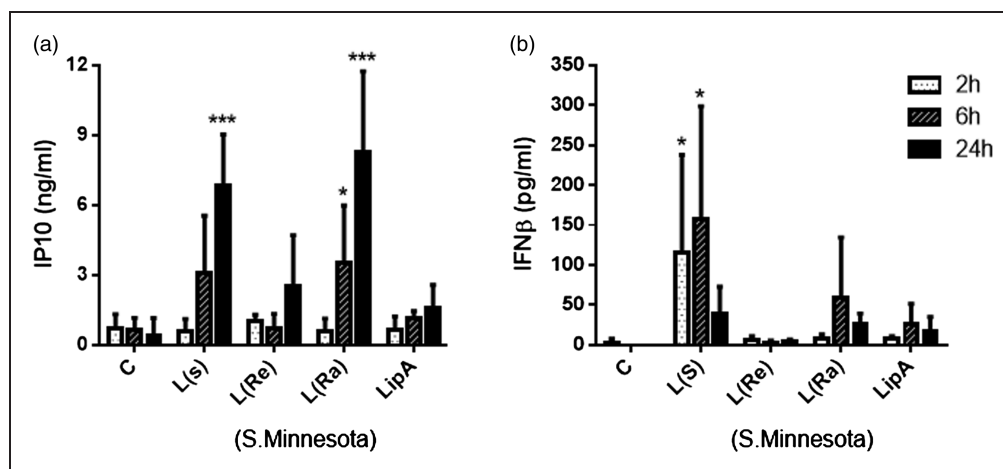 (a)
12
9
6
3
0
IP10 (ng/ml)
***
*
***
C
L(s)
L(Re)
L(Ra)
LipA
(S.Minnesota)
(b)
350
300
250
200
150
100
50
0
IFNβ (pg/ml)
*
*
2h
6h
24h
C
L(S)
L(Re)
L(Ra)
LipA
(S.Minnesota)